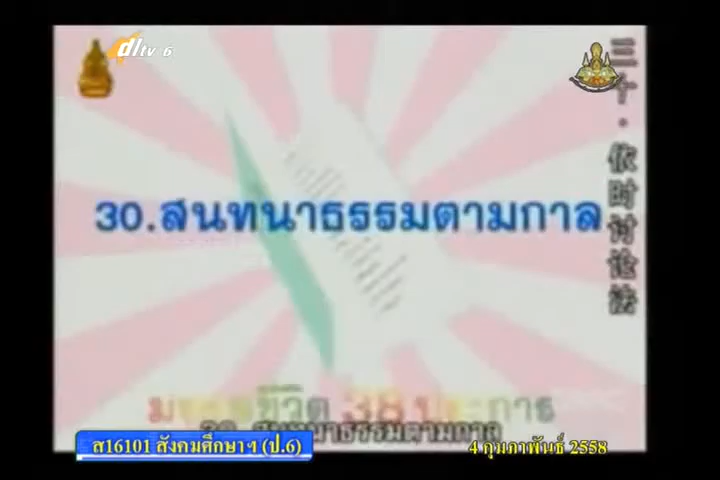 dltv 6
三十.依时讨论法
30.สนทนาธรรมตามกาล
มงคลชีวิต 38 ประการ
30. สนทนาธรรมตามกาล
ส16101 สังคมศึกษาฯ (ป.6)
4 กุมภาพันธ์ 2558